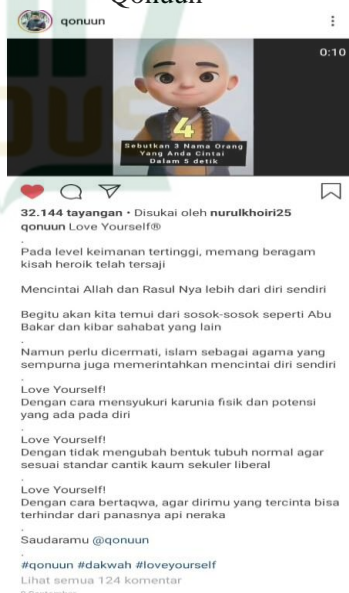 Qonuun
qonuun
0:10
4
Sebutkan 3 Nama Orang
Yang Anda Cintai
Dalam 5 detik
32.144 tayangan • Disukai oleh nurulkhoiri25
qonuun Love Yourself®
.
Pada level keimanan tertinggi, memang beragam
kisah heroik telah tersaji
Mencintai Allah dan Rasul Nya lebih dari diri sendiri
Begitu akan kita temui dari sosok-sosok seperti Abu
Bakar dan kibar sahabat yang lain
.
Namun perlu dicermati, islam sebagai agama yang
sempurna juga memerintahkan mencintai diri sendiri
.
Love Yourself!
Dengan cara mensyukuri karunia fisik dan potensi
yang ada pada diri
.
Love Yourself!
Dengan tidak mengubah bentuk tubuh normal agar
sesuai standar cantik kaum sekuler liberal
.
Love Yourself!
Dengan cara bertaqwa, agar dirimu yang tercinta bisa
terhindar dari panasnya api neraka
.
Saudaramu @qonuun
.
#qonuun #dakwah #loveyourself
Lihat semua 124 komentar